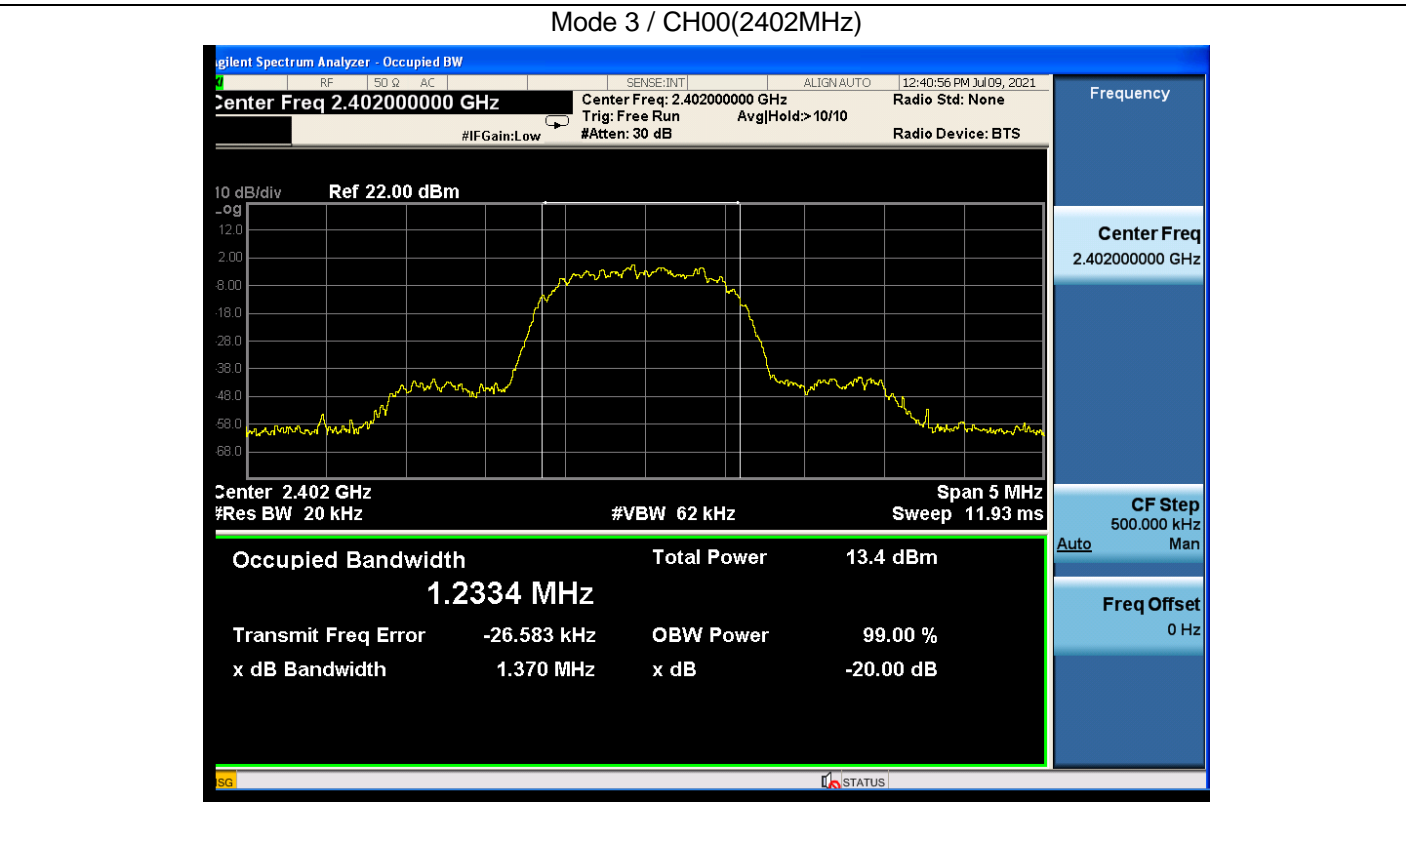 Mode 3 / CH00(2402MHz)
gilent Spectrum Analyzer - Occupied BW
RF 50 Ω AC SENSE:INT ALIGN AUTO 12:40:56 PM Jul 09, 2021
Center Freq 2.402000000 GHz
Center Freq: 2.402000000 GHz
Radio Std: None
Trig: Free Run Avg|Hold:>10/10
#IFGain:Low #Atten: 30 dB Radio Device: BTS
10 dB/div Ref 22.00 dBm
Log
12.0
2.00
-8.00
-18.0
-28.0
-38.0
-48.0
-58.0
-68.0
Center 2.402 GHz Span 5 MHz
#Res BW 20 kHz #VBW 62 kHz Sweep 11.93 ms
Occupied Bandwidth Total Power 13.4 dBm
1.2334 MHz
Transmit Freq Error -26.583 kHz OBW Power 99.00 %
x dB Bandwidth 1.370 MHz x dB -20.00 dB
SG STATUS
Frequency
Center Freq
2.402000000 GHz
CF Step
500.000 kHz
Auto Man
Freq Offset
0 Hz